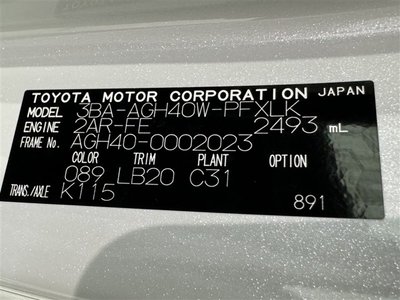 TOYOTA MOTOR CORPORATION JAPAN
MODEL 3BA-AGH40W-PFXLK
ENGINE 2AR-FE 2493 mL
FRAME No. AGH40-0002023
COLOR TRIM PLANT OPTION
089 LB20 C31
TRANS./AXLE K115
891